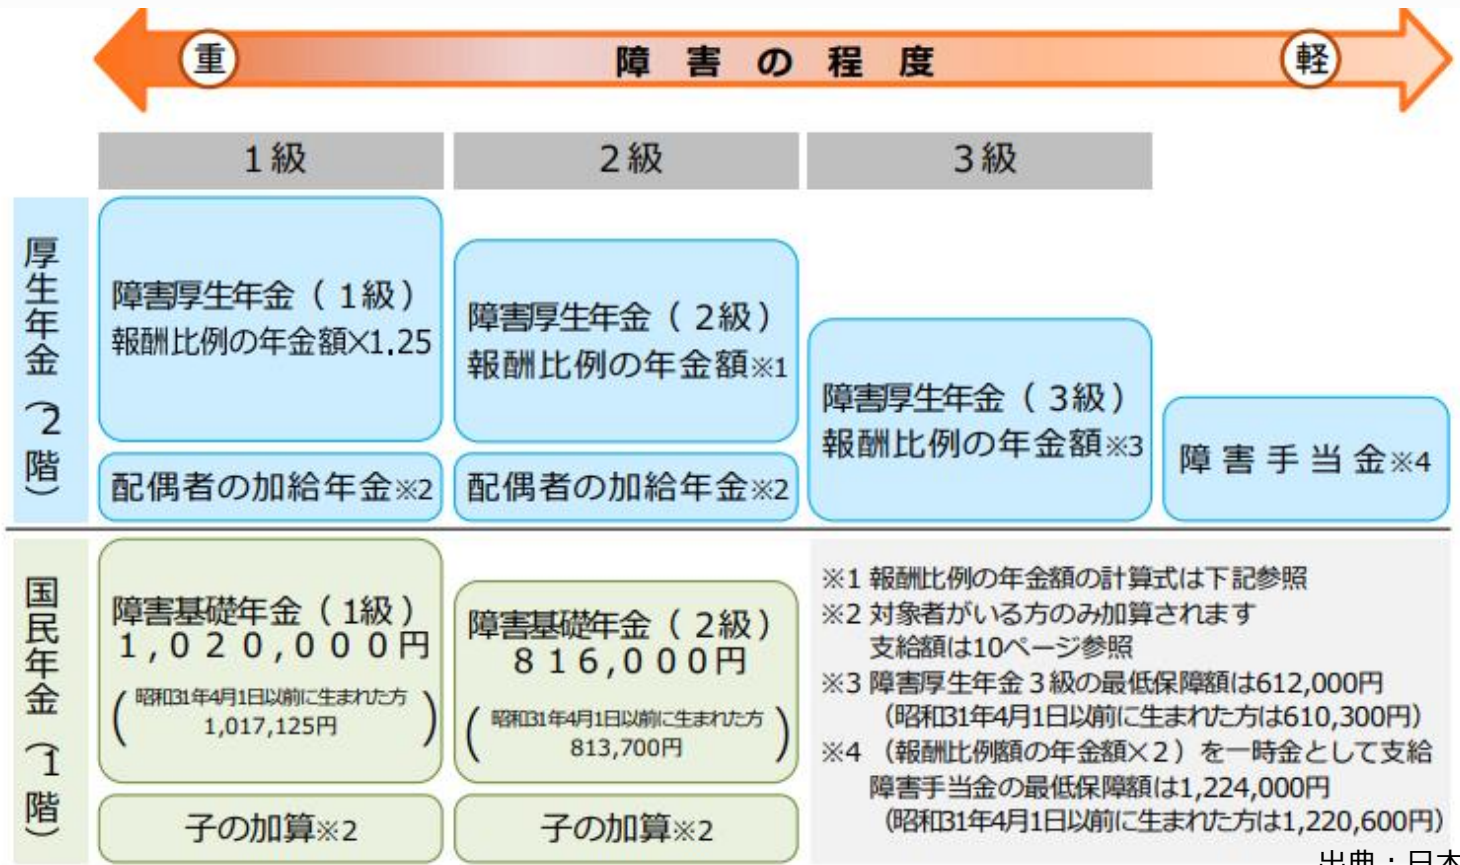 重 障害の程度 軽
1級 2級 3級
厚生年金（2階）
障害厚生年金（1級）
報酬比例の年金額×1.25
配偶者の加給年金※2
障害厚生年金（2級）
報酬比例の年金額※1
配偶者の加給年金※2
障害厚生年金（3級）
報酬比例の年金額※3
障害手当金※4
国民年金（1階）
障害基礎年金（1級）
1,020,000円
（昭和31年4月1日以前に生まれた方
1,017,125円）
子の加算※2
障害基礎年金（2級）
816,000円
（昭和31年4月1日以前に生まれた方
813,700円）
子の加算※2
※1 報酬比例の年金額の計算式は下記参照
※2 対象者がいる方のみ加算されます
支給額は10ページ参照
※3 障害厚生年金３級の最低保障額は612,000円
（昭和31年4月1日以前に生まれた方は610,300円）
※4 （報酬比例額の年金額×２）を一時金として支給
障害手当金の最低保障額は1,224,000円
（昭和31年4月1日以前に生まれた方は1,220,600円）
出典：日本